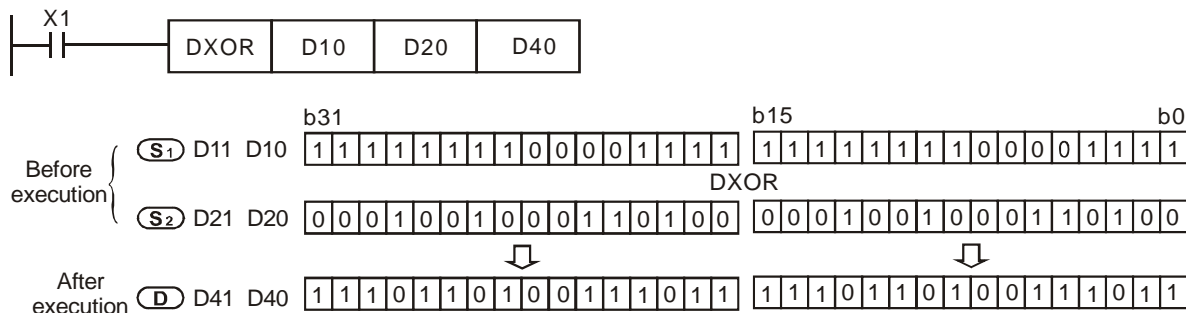 X1
DXOR D10 D20 D40
b31 b15 b0
S1 D11 D10 1 1 1 1 1 1 1 1 0 0 0 0 1 1 1 1 1 1 1 1 1 1 1 1 0 0 0 0 1 1 1 1
Before
execution
DXOR
S2 D21 D20 0 0 0 1 0 0 1 0 0 0 1 1 0 1 0 0 0 0 0 1 0 0 1 0 0 0 1 1 0 1 0 0
After
execution
D D41 D40 1 1 1 0 1 1 0 1 0 0 1 1 1 0 1 1 1 1 1 0 1 1 0 1 0 0 1 1 1 0 1 1